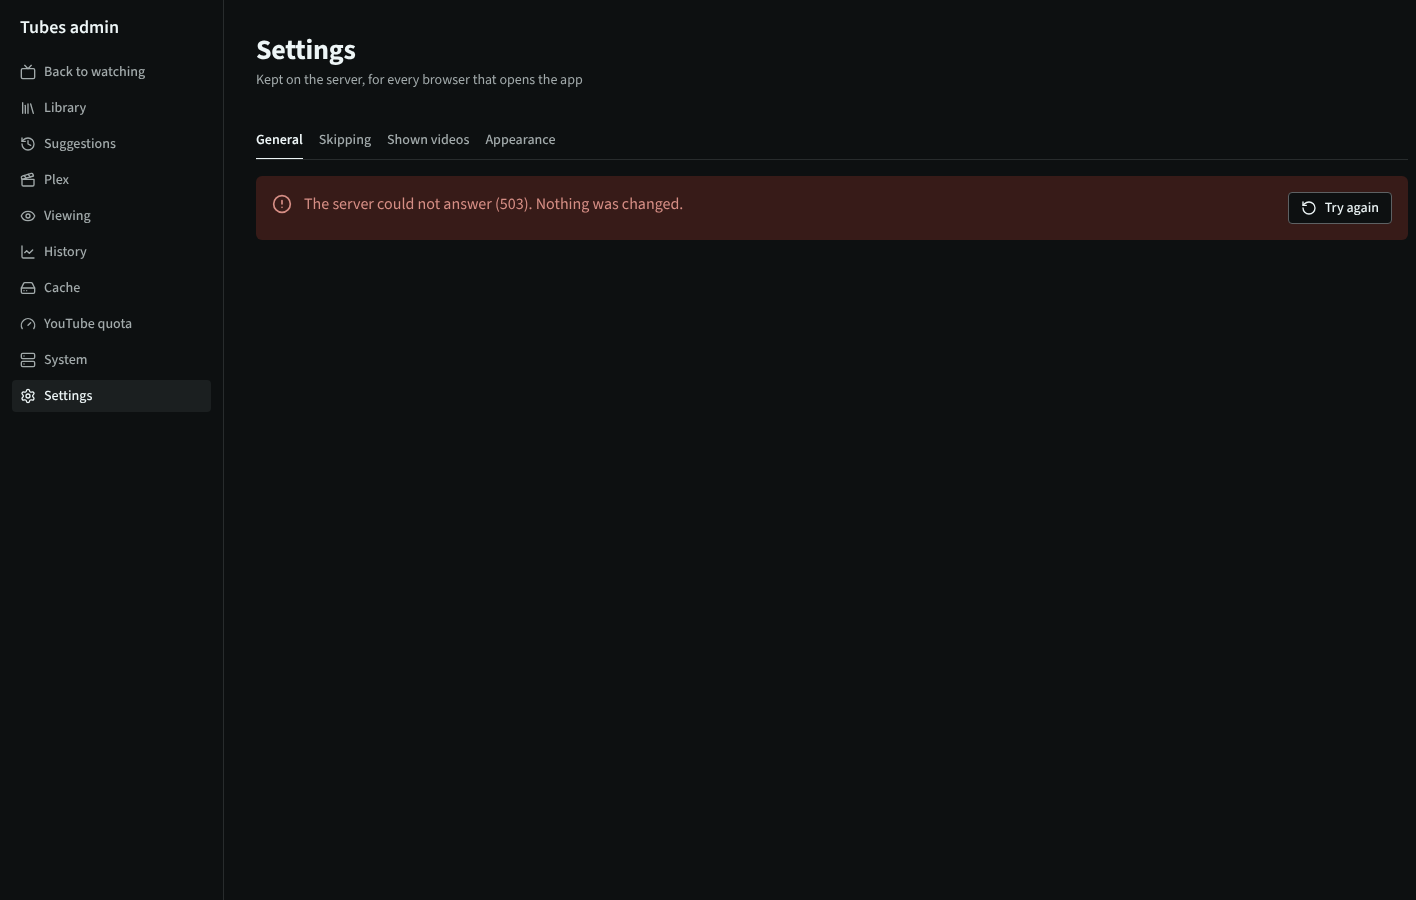 Tubes admin
Back to watching
Library
Suggestions
Plex
Viewing
History
Cache
YouTube quota
System
Settings
Settings
Kept on the server, for every browser that opens the app
General Skipping Shown videos Appearance
The server could not answer (503). Nothing was changed.
Try again